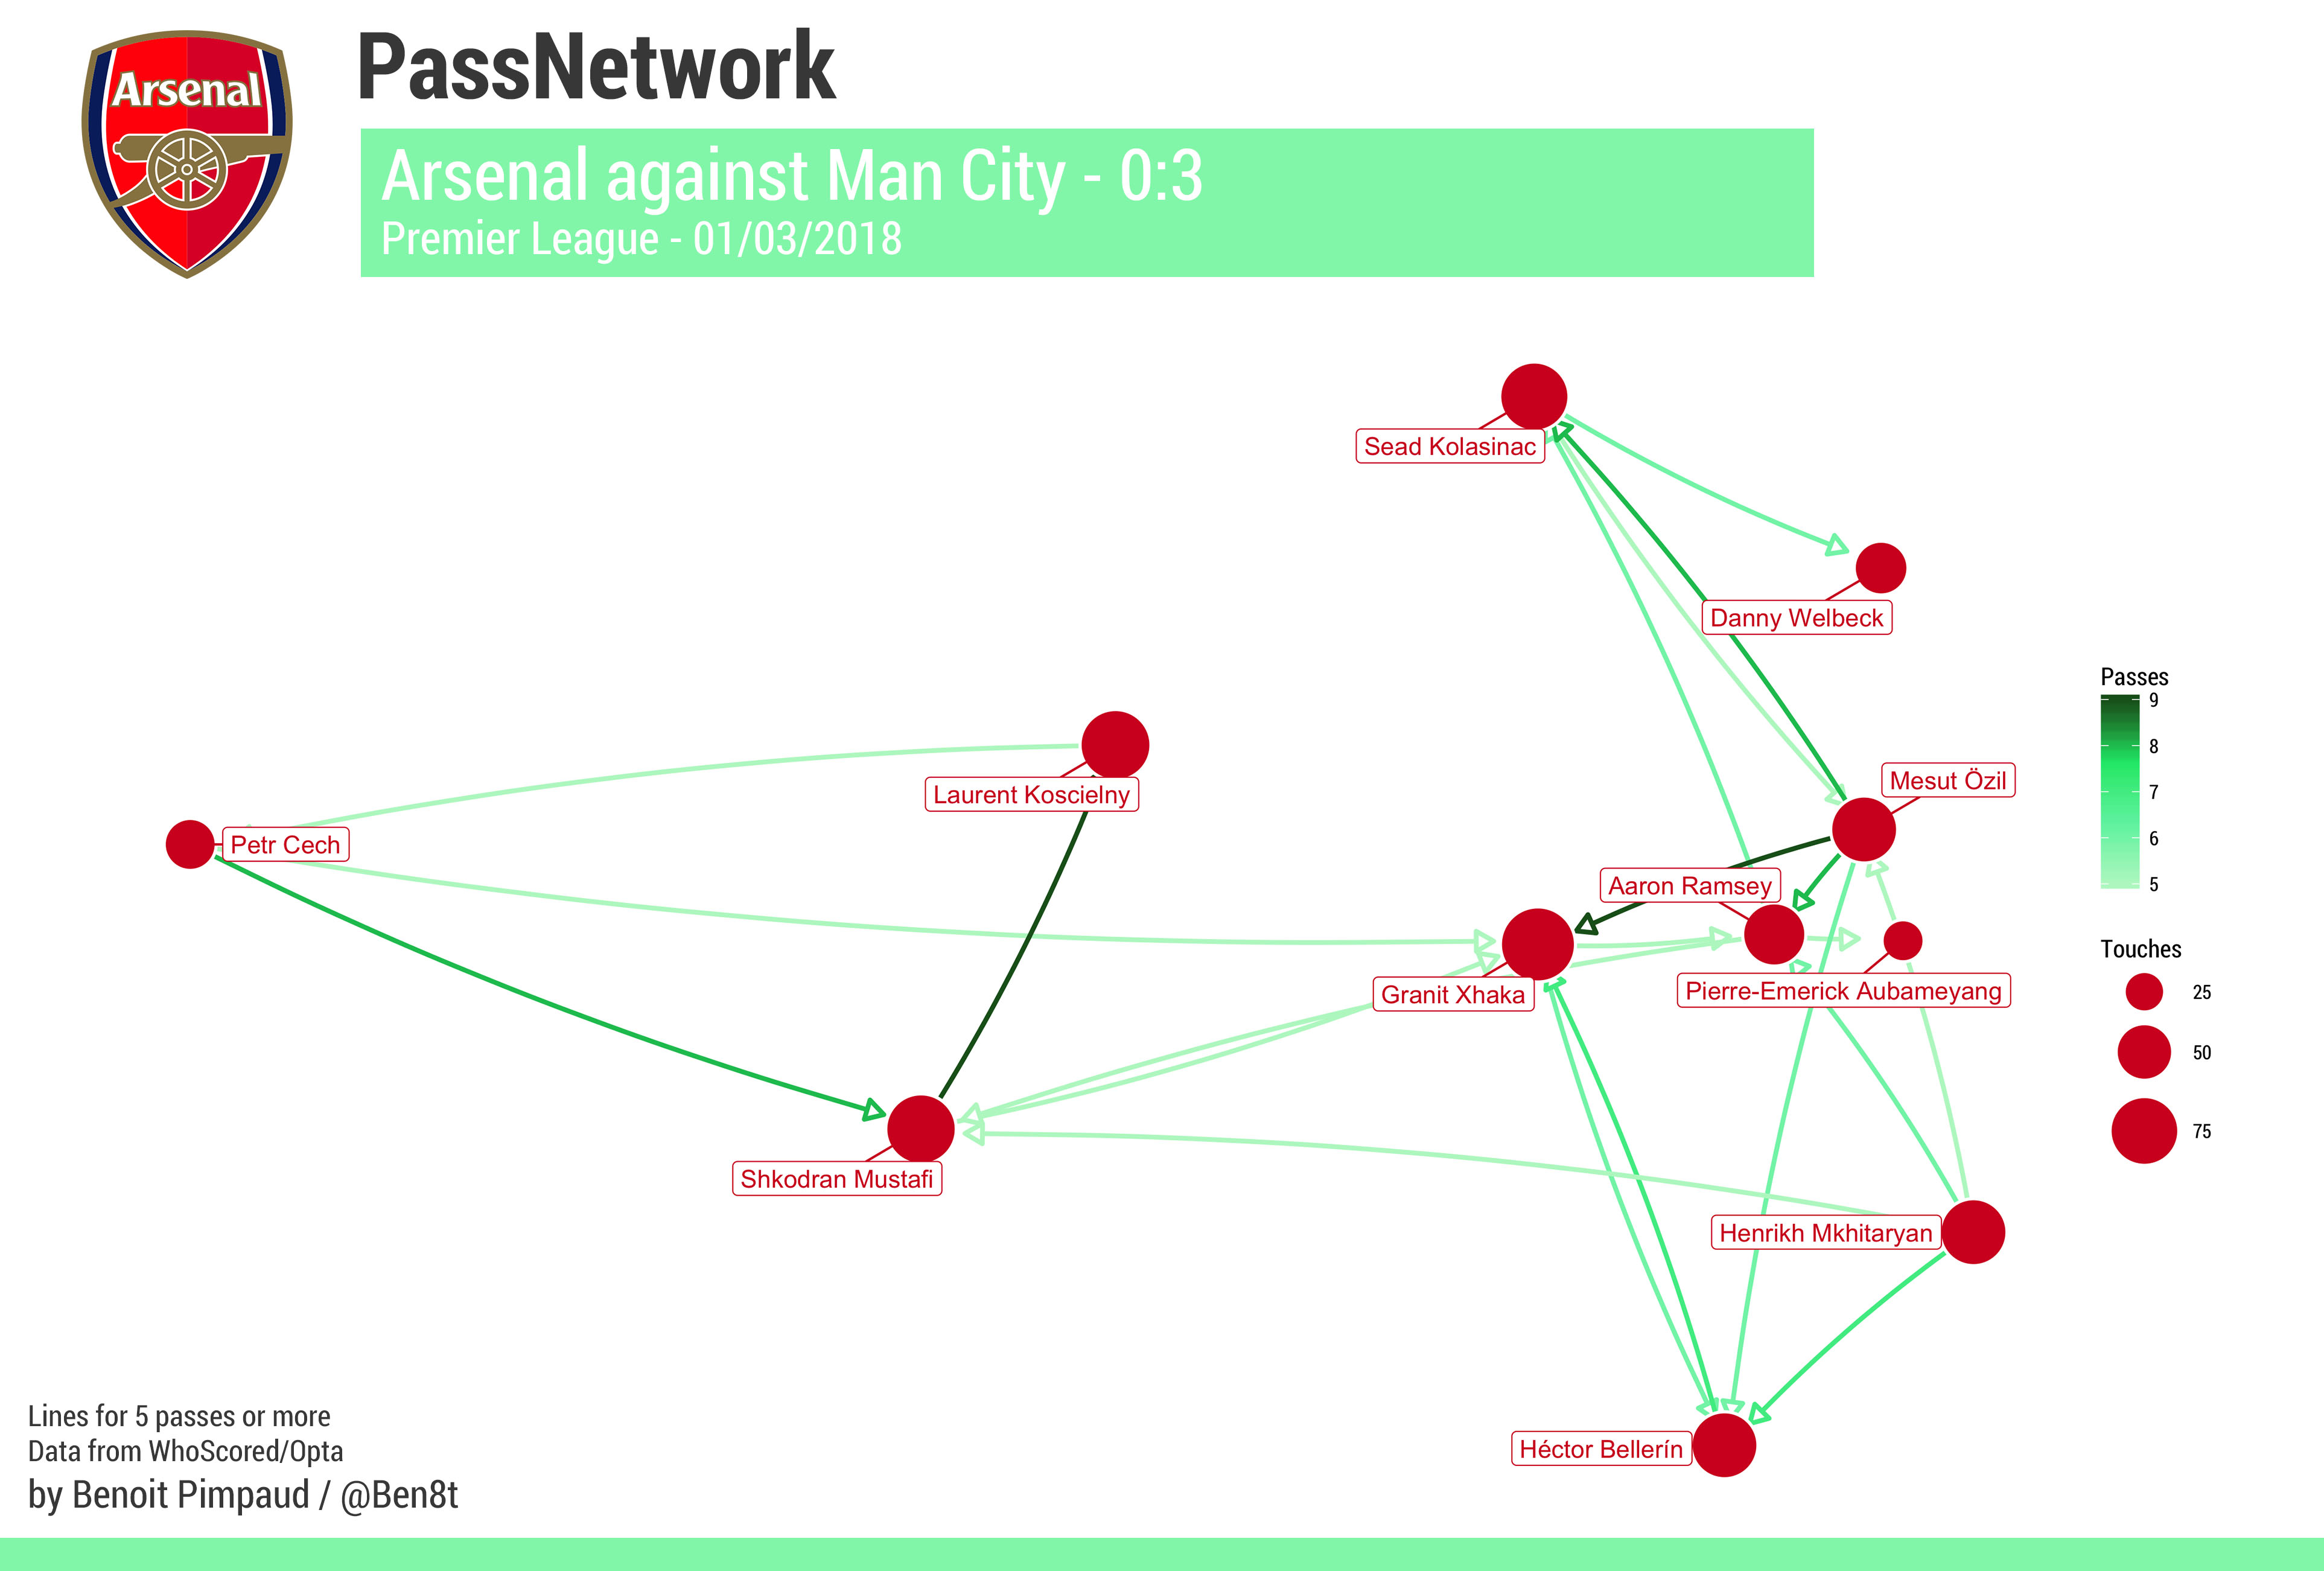 Arsenal
PassNetwork
Arsenal against Man City - 0:3
Premier League - 01/03/2018
Sead Kolasinac
Danny Welbeck
Passes
9
8
7
6
5
Mesut Özil
Laurent Koscielny
Petr Cech
Aaron Ramsey
Granit Xhaka
Pierre-Emerick Aubameyang
Touches
25
50
75
Shkodran Mustafi
Henrikh Mkhitaryan
Héctor Bellerín
Lines for 5 passes or more
Data from WhoScored/Opta
by Benoit Pimpaud / @Ben8t